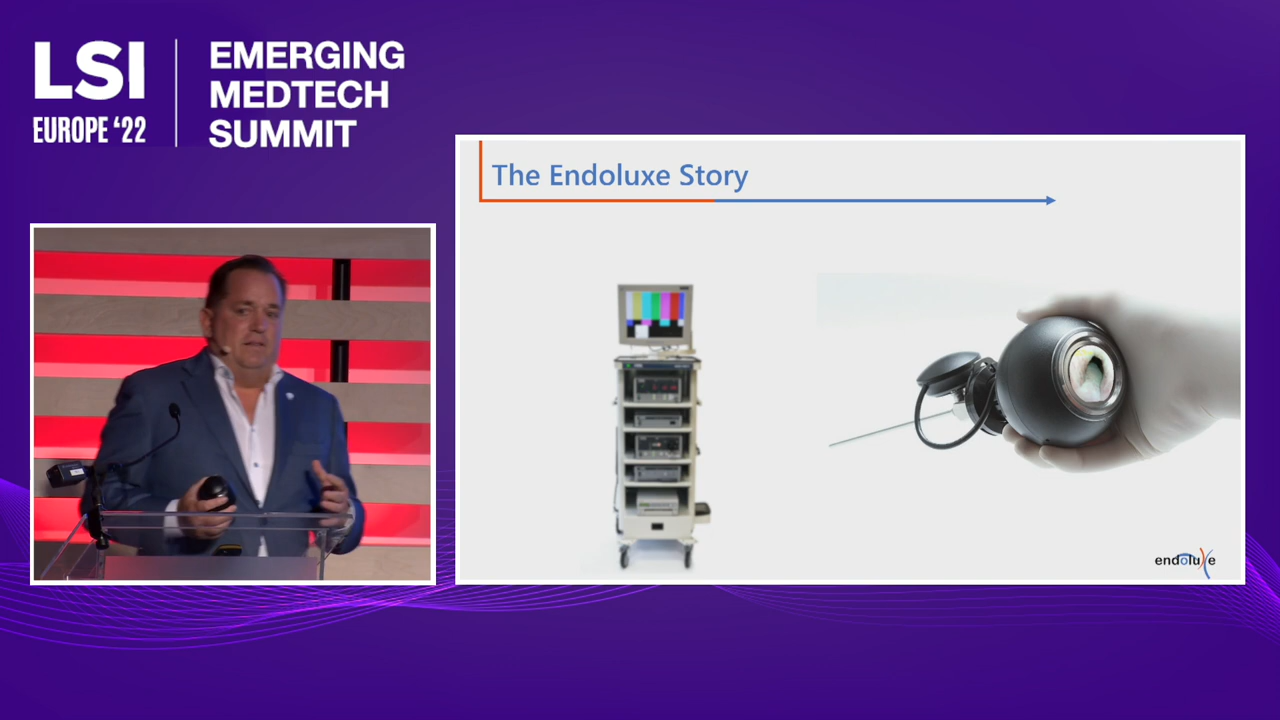 LSI
EUROPE ‘22
EMERGING
MEDTECH
SUMMIT
The Endoluxe Story
endoluxe